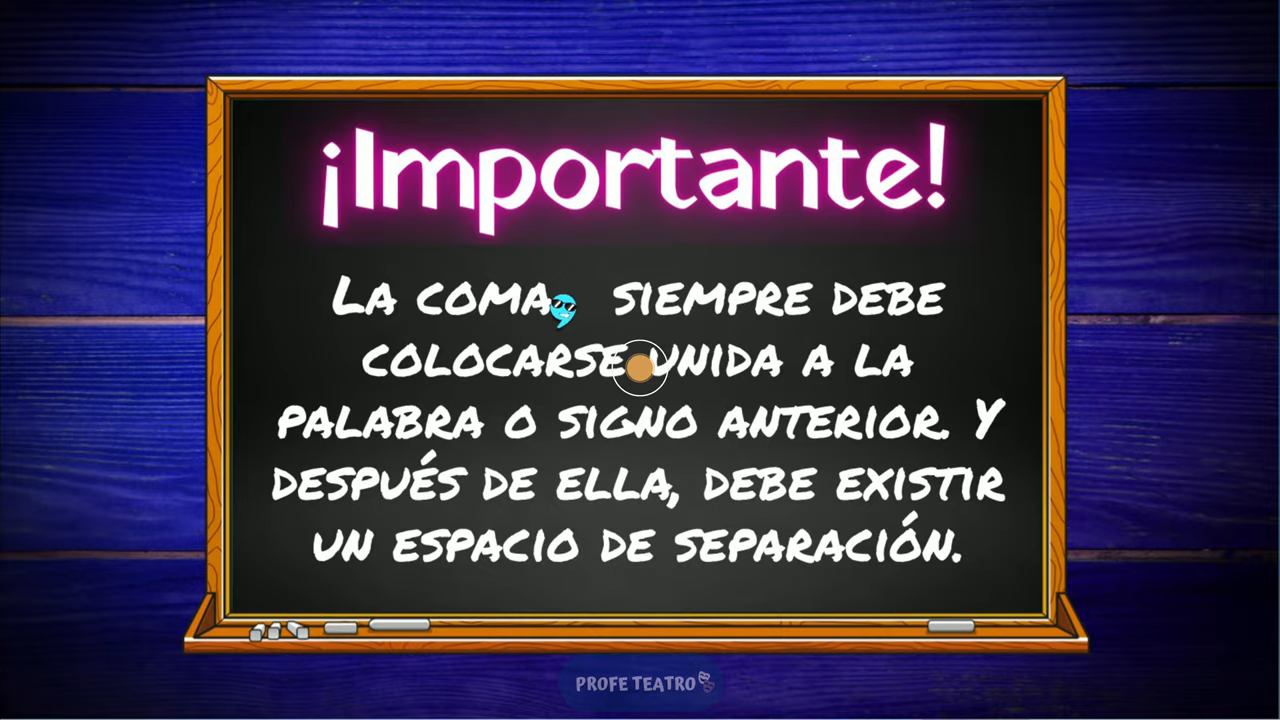 ¡Importante!
La coma, siempre debe
colocarse unida a la
palabra o signo anterior. Y
después de ella, debe existir
un espacio de separación.
PROFE TEATRO